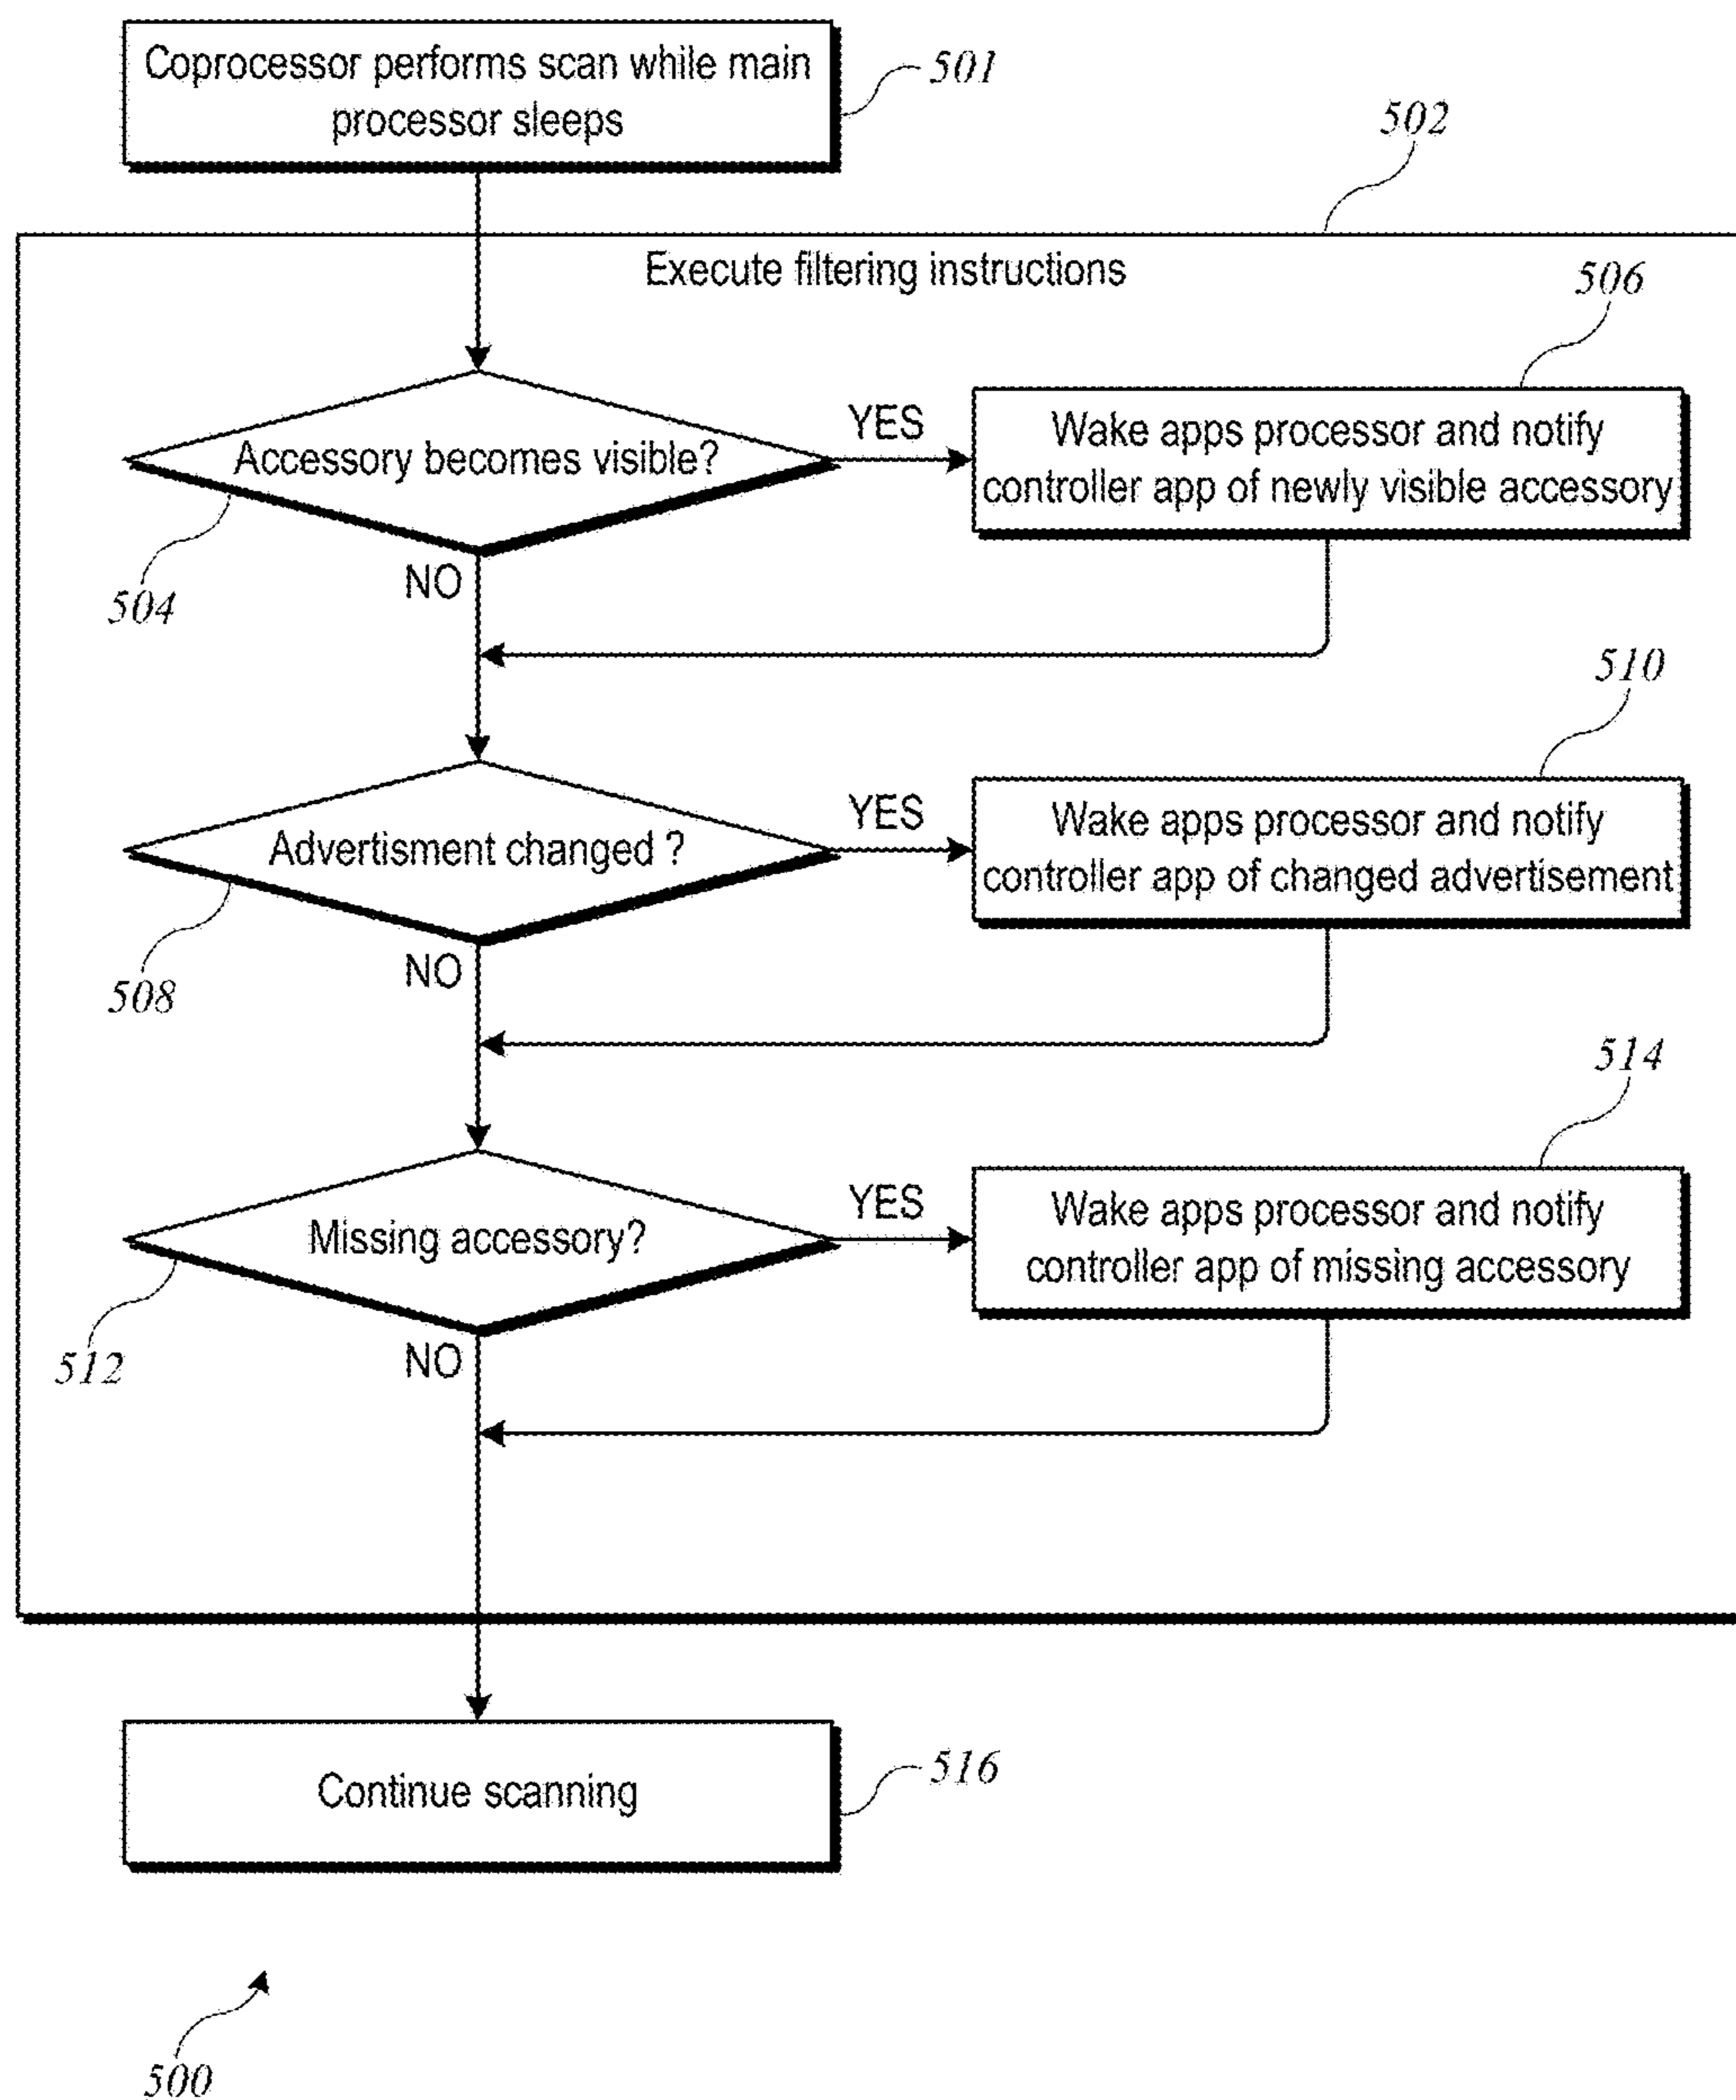 Coprocessor performs scan while main
processor sleeps
501
502
Execute filtering instructions
506
Accessory becomes visible?
YES
Wake apps processor and notify
controller app of newly visible accessory
504
NO
510
Advertisment changed ?
YES
Wake apps processor and notify
controller app of changed advertisement
508
NO
514
Missing accessory?
YES
Wake apps processor and notify
controller app of missing accessory
512
NO
Continue scanning
516
500